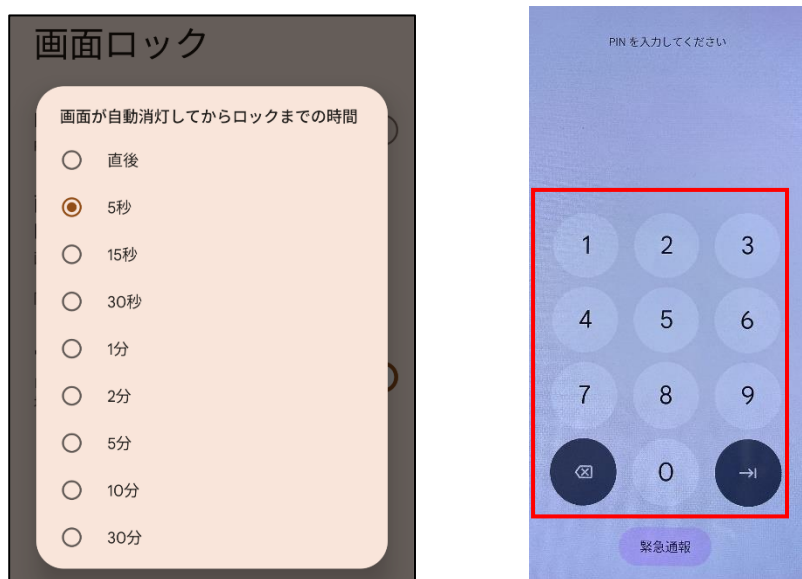 画面ロック
画面が自動消灯してからロックまでの時間
直後
5秒
15秒
30秒
1分
2分
5分
10分
30分
PIN を入力してください
1 2 3
4 5 6
7 8 9
0
緊急通報